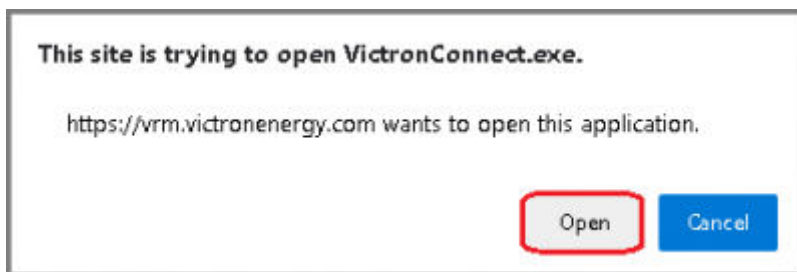 This site is trying to open VictronConnect.exe.
https://vrm.victronenergy.com wants to open this application.
Open Cancel